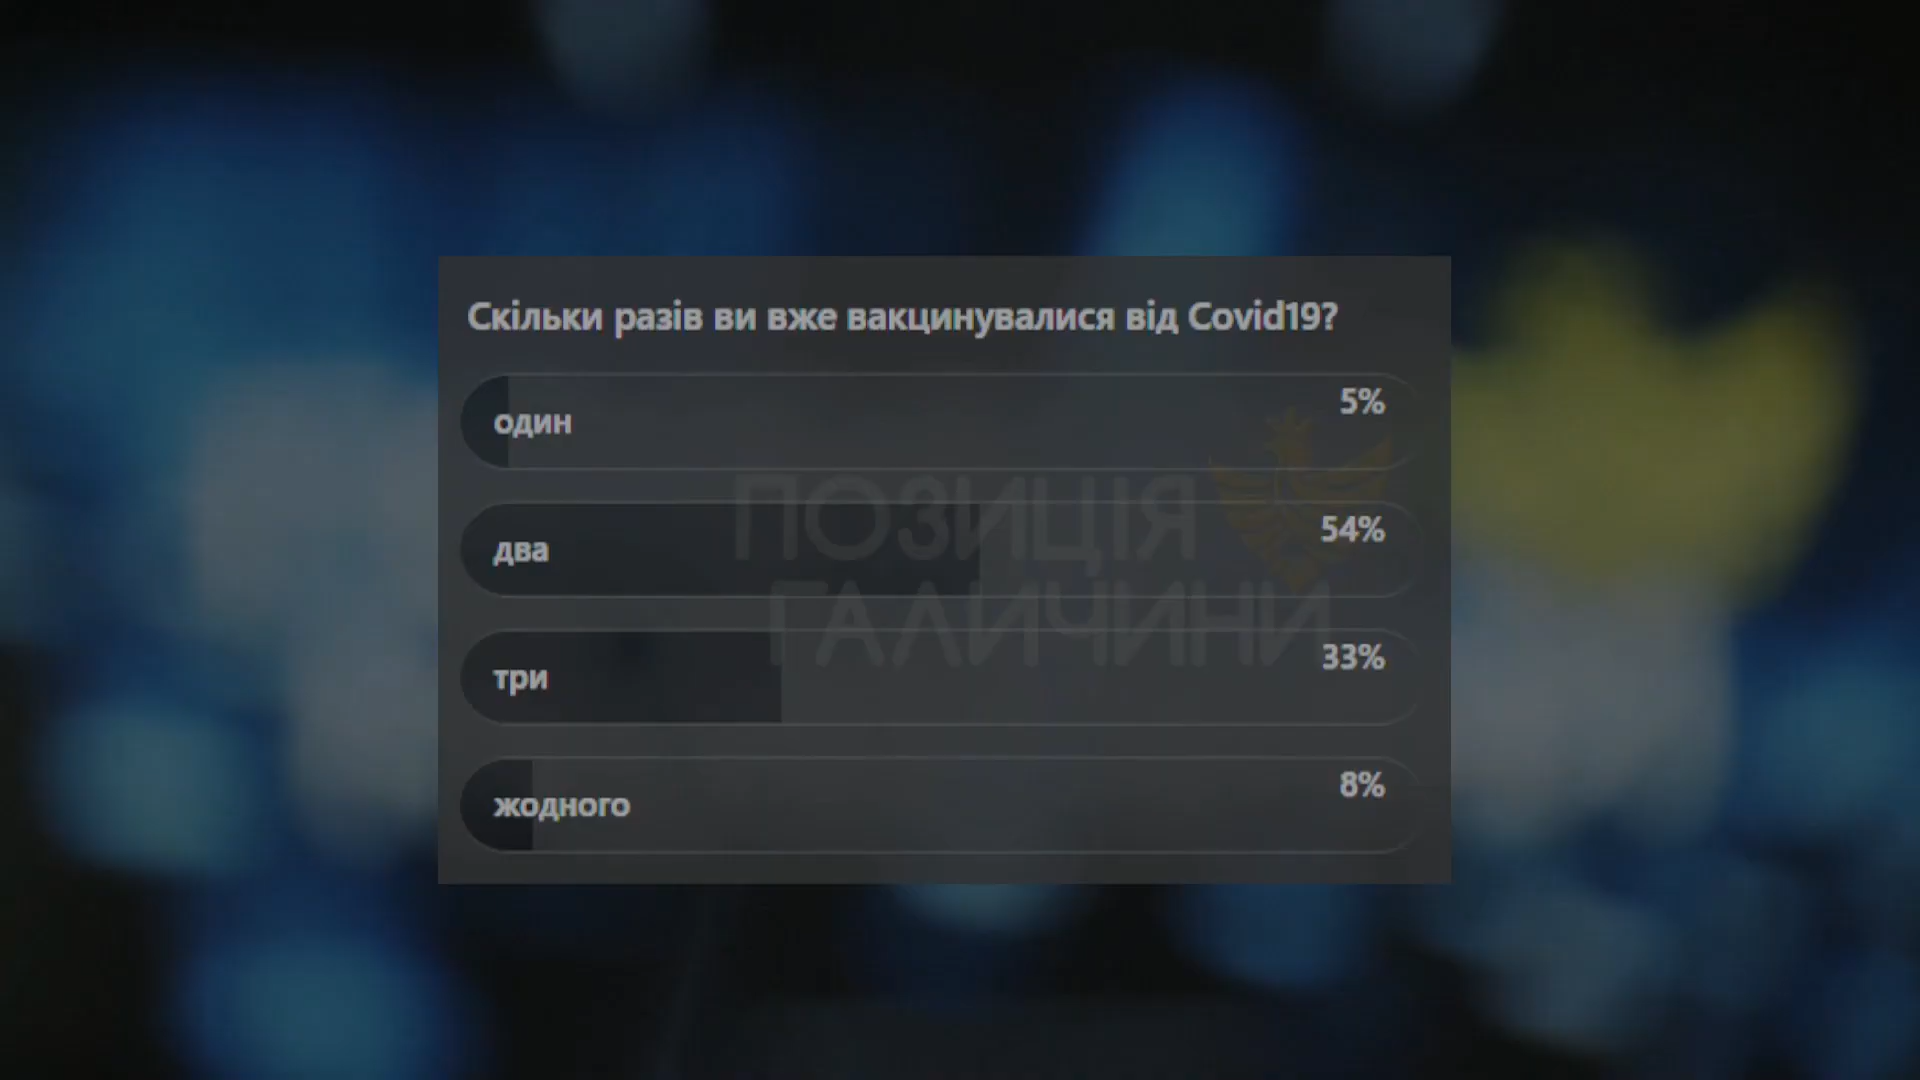 Скільки разів ви вже вакцинувалися від Covid19?
один 5%
два 54%
ПОЗИЦІЯ
ГАЛИЧИНИ
три 33%
жодного 8%